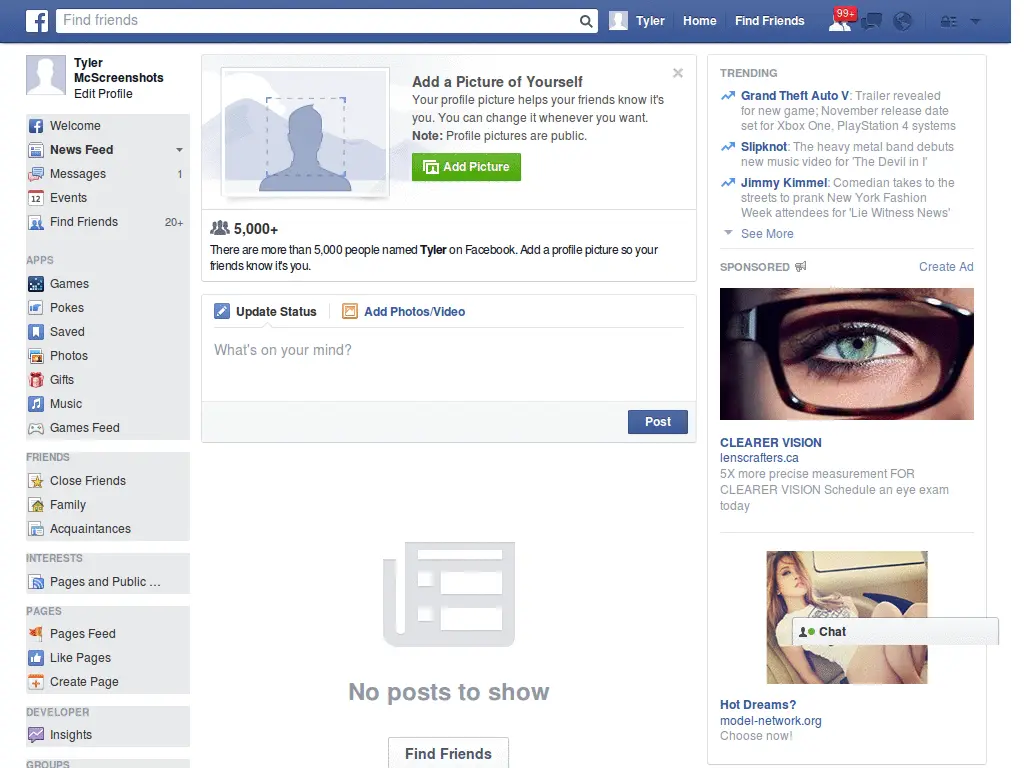 Find friends
Tyler
Home
Find Friends
99+
Tyler
McScreenshots
Edit Profile
Welcome
News Feed
Messages 1
12 Events
Find Friends 20+
APPS
Games
Pokes
Saved
Photos
Gifts
Music
Games Feed
FRIENDS
Close Friends
Family
Acquaintances
INTERESTS
Pages and Public ...
PAGES
Pages Feed
Like Pages
Create Page
DEVELOPER
Insights
GROUPS
Add a Picture of Yourself
Your profile picture helps your friends know it's
you. You can change it whenever you want.
Note: Profile pictures are public.
Add Picture
5,000+
There are more than 5,000 people named Tyler on Facebook. Add a profile picture so your
friends know it's you.
Update Status
Add Photos/Video
What's on your mind?
Post
No posts to show
Find Friends
TRENDING
Grand Theft Auto V: Trailer revealed
for new game; November release date
set for Xbox One, PlayStation 4 systems
Slipknot: The heavy metal band debuts
new music video for 'The Devil in I'
Jimmy Kimmel: Comedian takes to the
streets to prank New York Fashion
Week attendees for 'Lie Witness News'
See More
SPONSORED
Create Ad
CLEARER VISION
lenscrafters.ca
5X more precise measurement FOR
CLEARER VISION Schedule an eye exam
today
Chat
Hot Dreams?
model-network.org
Choose now!